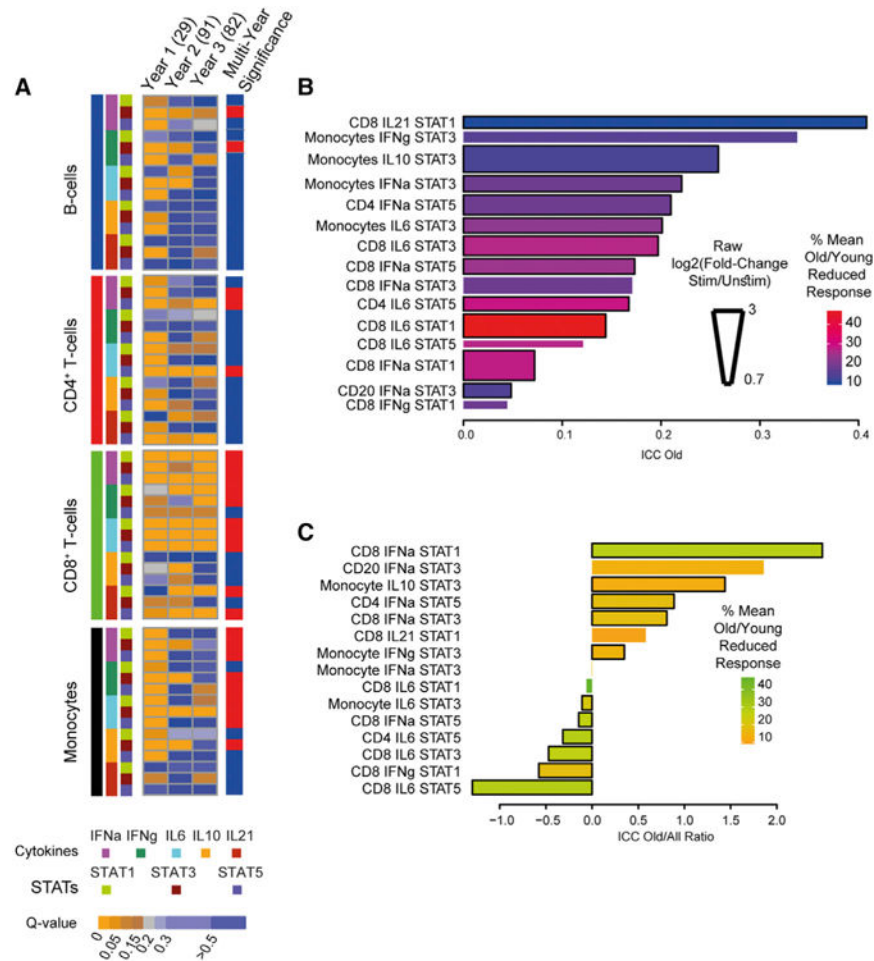 A
Year 1 (29)
Year 2 (91)
Year 3 (82)
Multi-Year
Significance
B-cells
CD4+ T-cells
CD8+ T-cells
Monocytes
IFNa IFNg IL6 IL10 IL21
Cytokines
STAT1 STAT3 STAT5
STATs
Q-value
0 0.05 0.15 0.2 0.3 >0.5
B
CD8 IL21 STAT1
Monocytes IFNg STAT3
Monocytes IL10 STAT3
Monocytes IFNa STAT3
CD4 IFNa STAT5
Monocytes IL6 STAT3
CD8 IL6 STAT3
CD8 IFNa STAT5
CD8 IFNa STAT3
CD4 IL6 STAT5
CD8 IL6 STAT1
CD8 IL6 STAT5
CD8 IFNa STAT1
CD20 IFNa STAT3
CD8 IFNg STAT1
0.0 0.1 0.2 0.3 0.4
ICC Old
Raw
log2(Fold-Change
Stim/Unstim)
3
0.7
% Mean
Old/Young
Reduced
Response
40
30
20
10
C
CD8 IFNa STAT1
CD20 IFNa STAT3
Monocyte IL10 STAT3
CD4 IFNa STAT5
CD8 IFNa STAT3
CD8 IL21 STAT1
Monocyte IFNg STAT3
Monocyte IFNa STAT3
CD8 IL6 STAT1
Monocyte IL6 STAT3
CD8 IFNa STAT5
CD4 IL6 STAT5
CD8 IL6 STAT3
CD8 IFNg STAT1
CD8 IL6 STAT5
−1.0 −0.5 0.0 0.5 1.0 2.0
ICC Old/All Ratio
% Mean
Old/Young
Reduced
Response
40
30
20
10